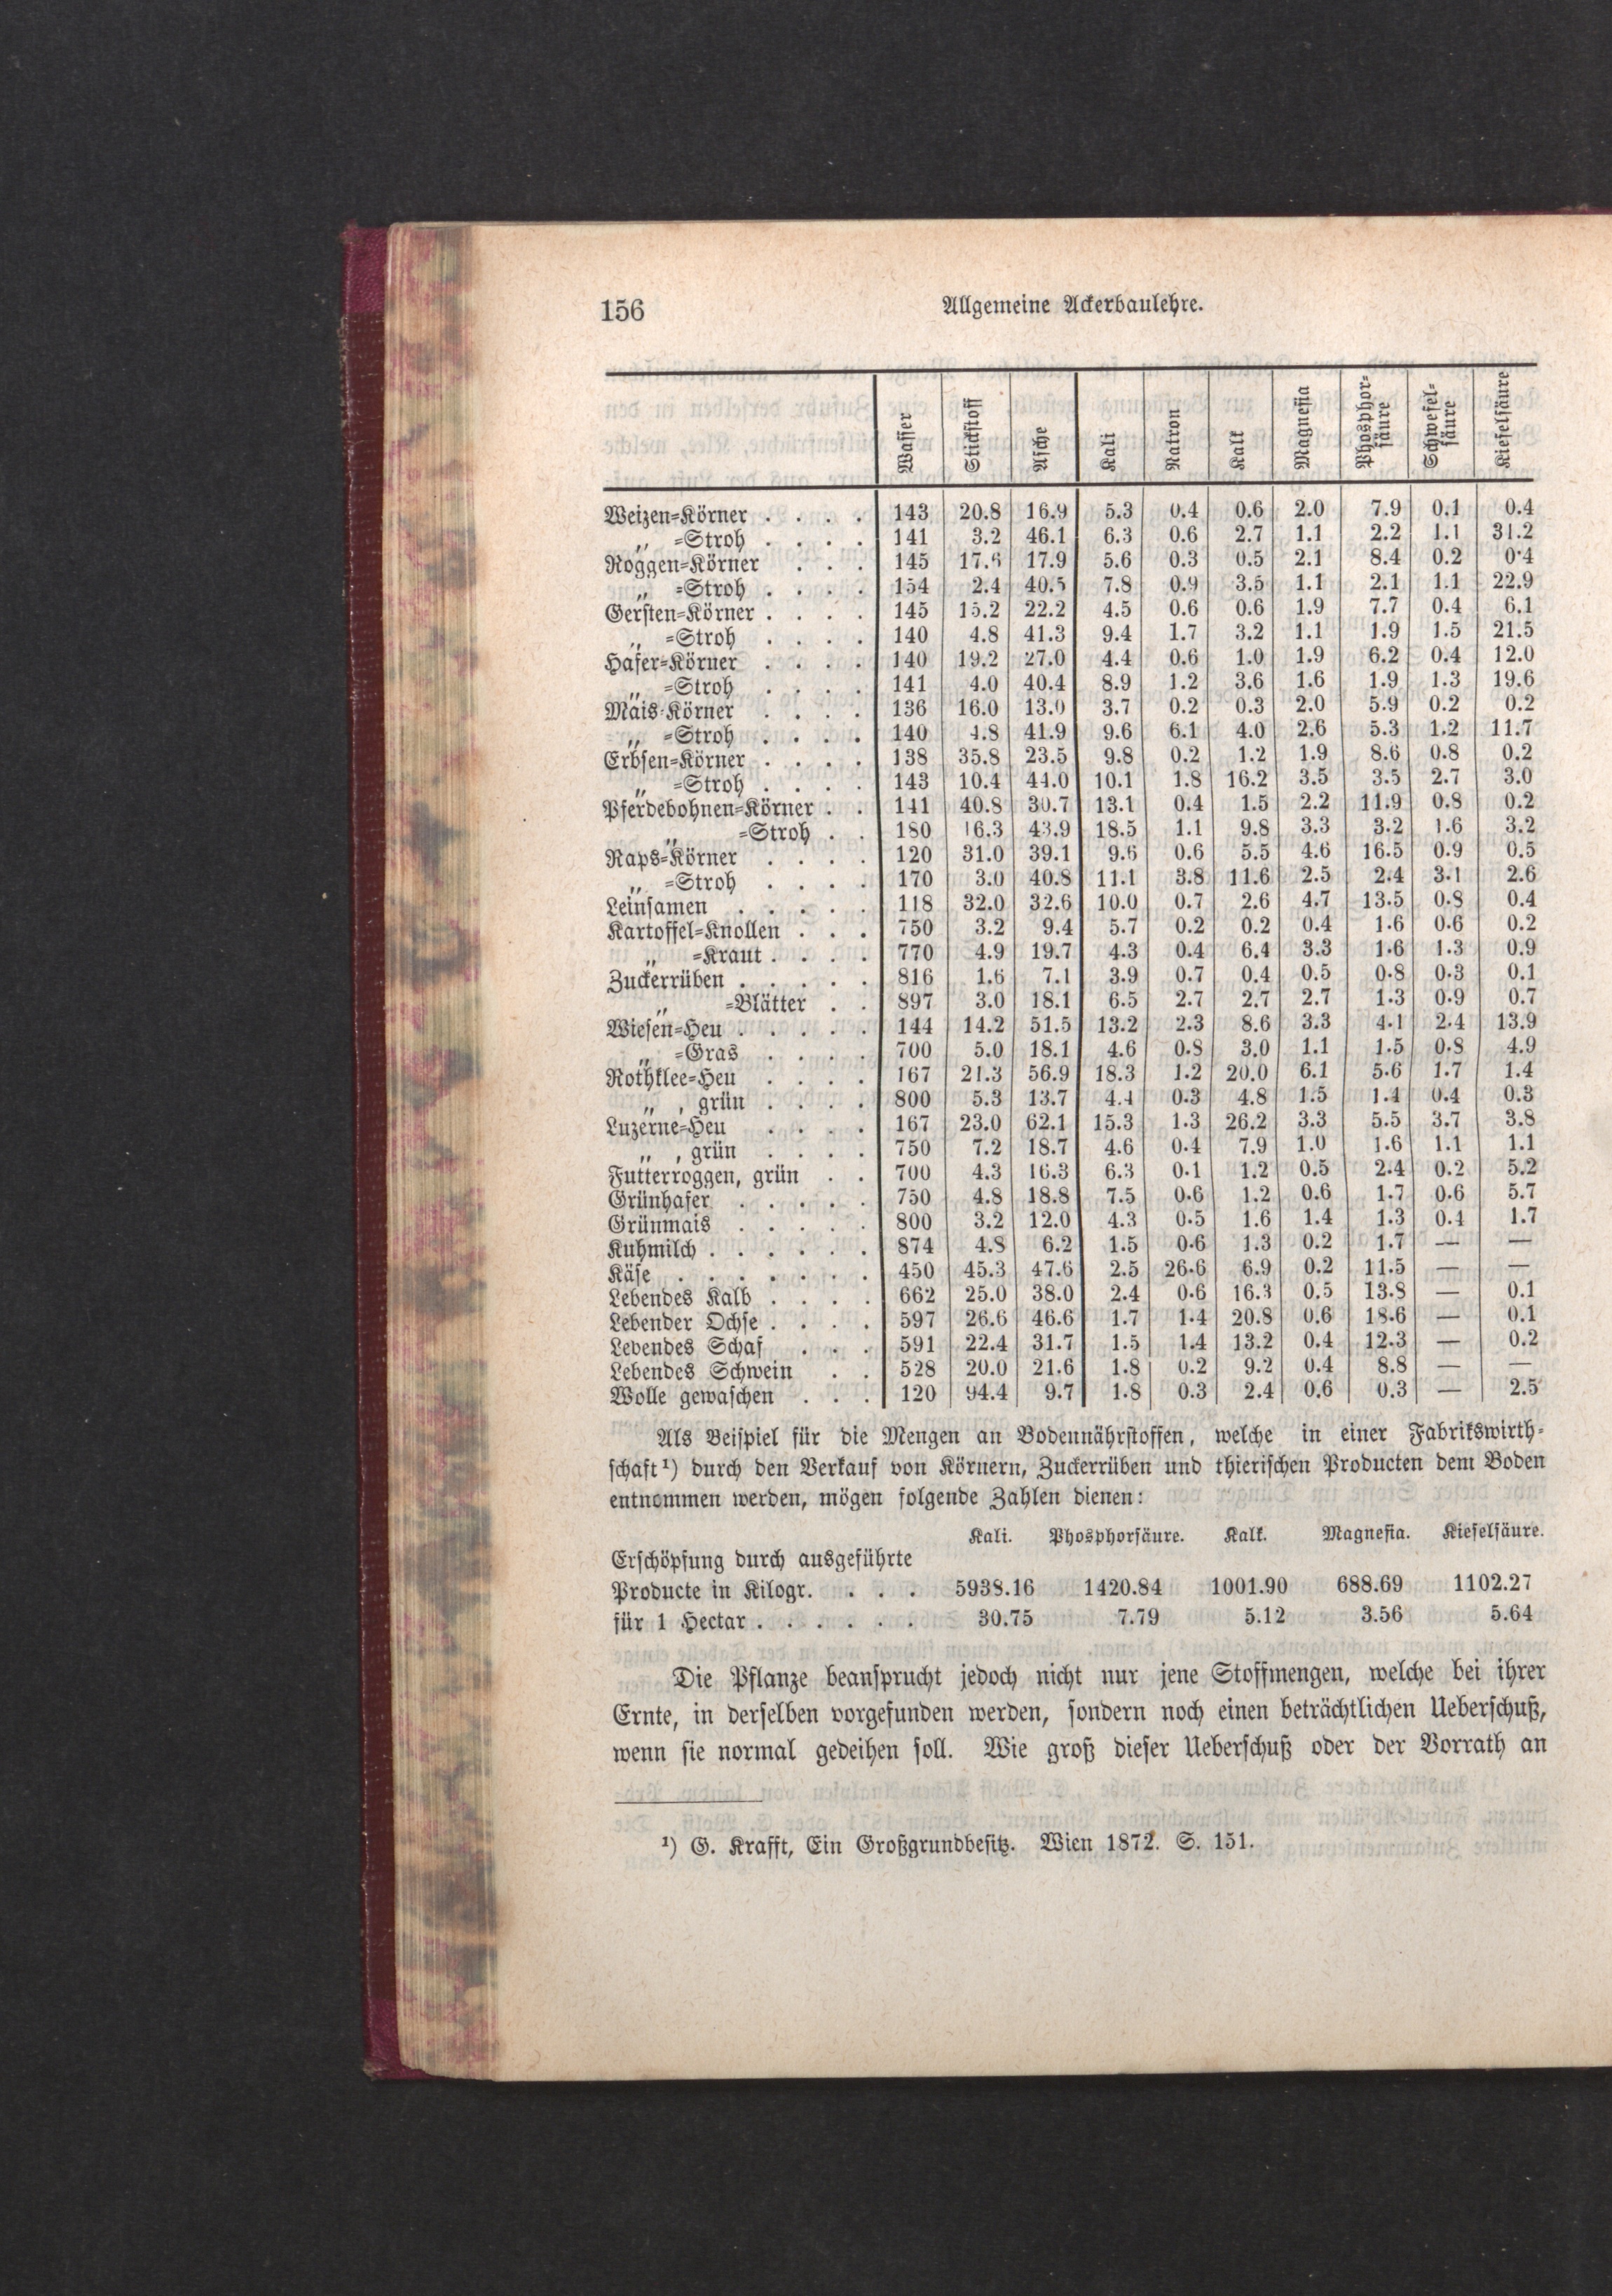 156
Allgemeine Ackerbaulehre.
Wasser Stickstoff Asche Kali Natron Kalk Magnesia Phosphor-säure Schwefel-säure Kieselsäure
Weizen-Körner . . . . 143 20.8 16.9 5.3 0.4 0.6 2.0 7.9 0.1 0.4
„ -Stroh . . . . 141 3.2 46.1 6.3 0.6 2.7 1.1 2.2 1.1 31.2
Roggen-Körner . . . 145 17.6 17.9 5.6 0.3 0.5 2.1 8.4 0.2 0.4
„ -Stroh . . . . 154 2.4 40.5 7.8 0.9 3.5 1.1 2.1 1.1 22.9
Gersten-Körner . . . . 145 15.2 22.2 4.5 0.6 0.6 1.9 7.7 0.4 6.1
„ -Stroh . . . . 140 4.8 41.3 9.4 1.7 3.2 1.1 1.9 1.5 21.5
Hafer-Körner . . . . 140 19.2 27.0 4.4 0.6 1.0 1.9 6.2 0.4 12.0
„ -Stroh . . . . 141 4.0 40.4 8.9 1.2 3.6 1.6 1.9 1.3 19.6
Mais-Körner . . . . 136 16.0 13.0 3.7 0.2 0.3 2.0 5.9 0.2 0.2
„ -Stroh . . . . 140 4.8 41.9 9.6 6.1 4.0 2.6 5.3 1.2 11.7
Erbsen-Körner . . . . 138 35.8 23.5 9.8 0.2 1.2 1.9 8.6 0.8 0.2
„ -Stroh . . . . 143 10.4 44.0 10.1 1.8 16.2 3.5 3.5 2.7 3.0
Pferdebohnen-Körner . . 141 40.8 30.7 13.1 0.4 1.5 2.2 11.9 0.8 0.2
„ -Stroh . . 180 16.3 43.9 18.5 1.1 9.8 3.3 3.2 1.6 3.2
Raps-Körner . . . . 120 31.0 39.1 9.6 0.6 5.5 4.6 16.5 0.9 0.5
„ -Stroh . . . . 170 3.0 40.8 11.1 3.8 11.6 2.5 2.4 3.1 2.6
Leinsamen . . . . . 118 32.0 32.6 10.0 0.7 2.6 4.7 13.5 0.8 0.4
Kartoffel-Knollen . . . 750 3.2 9.4 5.7 0.2 0.2 0.4 1.6 0.6 0.2
„ -Kraut . . . . 770 4.9 19.7 4.3 0.4 6.4 3.3 1.6 1.3 0.9
Zuckerrüben . . . . . 816 1.6 7.1 3.9 0.7 0.4 0.5 0.8 0.3 0.1
„ -Blätter . . 897 3.0 18.1 6.5 2.7 2.7 2.7 1.3 0.9 0.7
Wiesen-Heu . . . . . 144 14.2 51.5 13.2 2.3 8.6 3.3 4.1 2.4 13.9
„ -Gras . . . . 700 5.0 18.1 4.6 0.8 3.0 1.1 1.5 0.8 4.9
Rothklee-Heu . . . . 167 21.3 56.9 18.3 1.2 20.0 6.1 5.6 1.7 1.4
„ , grün . . . . 800 5.3 13.7 4.4 0.3 4.8 1.5 1.4 0.4 0.3
Luzerne-Heu . . . . 167 23.0 62.1 15.3 1.3 26.2 3.3 5.5 3.7 3.8
„ , grün . . . . 750 7.2 18.7 4.6 0.4 7.9 1.0 1.6 1.1 1.1
Futterroggen, grün . . 700 4.3 16.3 6.3 0.1 1.2 0.5 2.4 0.2 5.2
Grünhafer . . . . . 750 4.8 18.8 7.5 0.6 1.2 0.6 1.7 0.6 5.7
Grünmais . . . . . 800 3.2 12.0 4.3 0.5 1.6 1.4 1.3 0.4 1.7
Kuhmilch . . . . . . 874 4.8 6.2 1.5 0.6 1.3 0.2 1.7 — —
Käse . . . . . . . 450 45.3 47.6 2.5 26.6 6.9 0.2 11.5 — —
Lebendes Kalb . . . . 662 25.0 38.0 2.4 0.6 16.3 0.5 13.8 — 0.1
Lebender Ochse . . . . 597 26.6 46.6 1.7 1.4 20.8 0.6 18.6 — 0.1
Lebendes Schaf . . . 591 22.4 31.7 1.5 1.4 13.2 0.4 12.3 — 0.2
Lebendes Schwein . . 528 20.0 21.6 1.8 0.2 9.2 0.4 8.8 — —
Wolle gewaschen . . . 120 94.4 9.7 1.8 0.3 2.4 0.6 0.3 — 2.5
Als Beispiel für die Mengen an Bodennährstoffen, welche in einer Fabrikswirth-
schaft¹) durch den Verkauf von Körnern, Zuckerrüben und thierischen Producten dem Boden
entnommen werden, mögen folgende Zahlen dienen:
Kali. Phosphorsäure. Kalk. Magnesia. Kieselsäure.
Erschöpfung durch ausgeführte
Producte in Kilogr. . . . 5938.16 1420.84 1001.90 688.69 1102.27
für 1 Hectar . . . . . . 30.75 7.79 5.12 3.56 5.64
Die Pflanze beansprucht jedoch nicht nur jene Stoffmengen, welche bei ihrer
Ernte, in derselben vorgefunden werden, sondern noch einen beträchtlichen Ueberschuß,
wenn sie normal gedeihen soll. Wie groß dieser Ueberschuß oder der Vorrath an
¹) G. Krafft, Ein Großgrundbesitz. Wien 1872. S. 151.